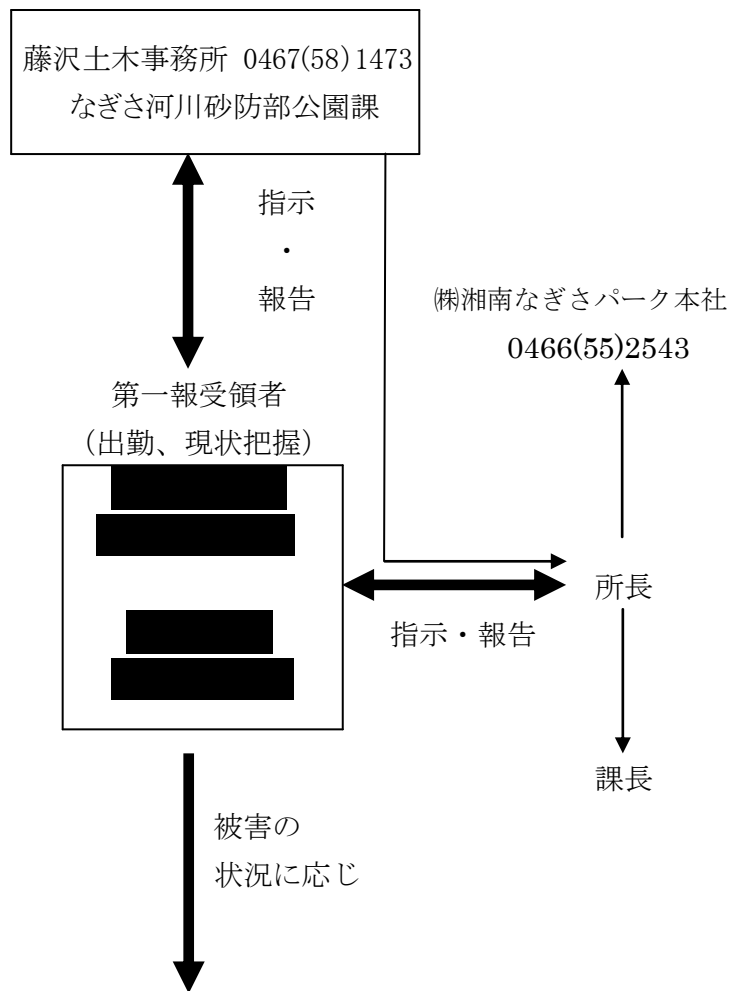 藤沢土木事務所 0467(58)1473
なぎさ河川砂防部公園課
指示
・
報告
㈱湘南なぎさパーク本社
0466(55)2543
第一報受領者
（出勤、現状把握）
所長
指示・報告
課長
被害の
状況に応じ